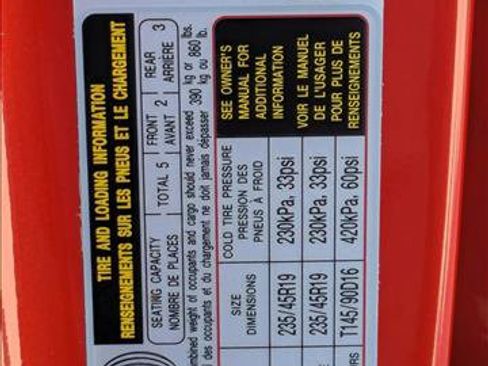 TIRE AND LOADING INFORMATION
RENSEIGNEMENTS SUR LES PNEUS ET LE CHARGEMENT
SEATING CAPACITY
NOMBRE DE PLACES
TOTAL 5
FRONT
AVANT 2
REAR
ARRIÈRE 3
combined weight of occupants and cargo should never exceed
des occupants et du chargement ne doit jamais dépasser
390 kg or 860 lbs.
kg ou lb.
SIZE
DIMENSIONS
COLD TIRE PRESSURE
PRESSION DES
PNEUS À FROID
235/45R19 230kPa, 33psi
235/45R19 230kPa, 33psi
T145/90D16 420kPa, 60psi
SEE OWNER'S
MANUAL FOR
ADDITIONAL
INFORMATION
VOIR LE MANUEL
DE L'USAGER
POUR PLUS DE
RENSEIGNEMENTS